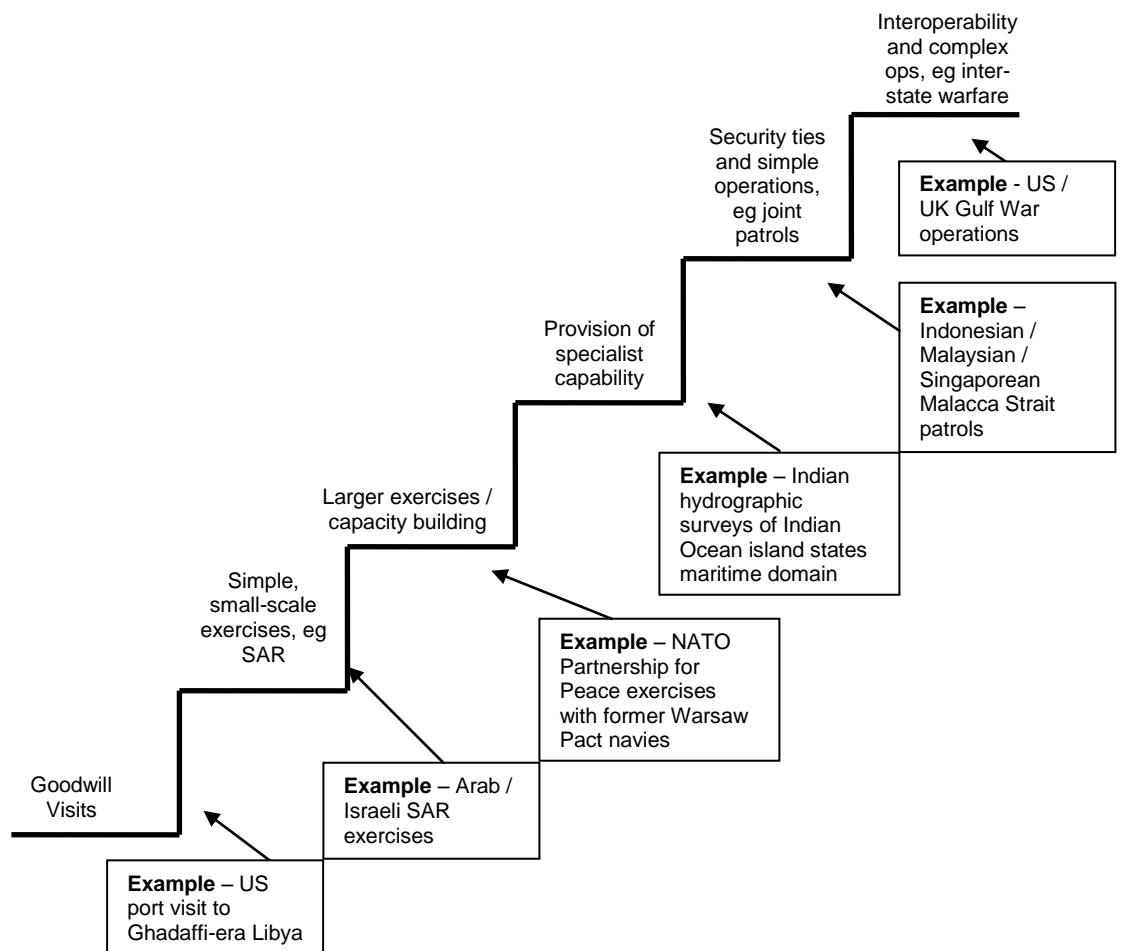 Interoperability
and complex
ops, eg inter-
state warfare
Security ties
and simple
operations,
eg joint
patrols
Example - US /
UK Gulf War
operations
Provision of
specialist
capability
Example –
Indonesian /
Malaysian /
Singaporean
Malacca Strait
patrols
Larger exercises /
capacity building
Example – Indian
hydrographic
surveys of Indian
Ocean island states
maritime domain
Simple,
small-scale
exercises, eg
SAR
Example – NATO
Partnership for
Peace exercises
with former Warsaw
Pact navies
Goodwill
Visits
Example – Arab /
Israeli SAR
exercises
Example – US
port visit to
Ghadaffi-era Libya